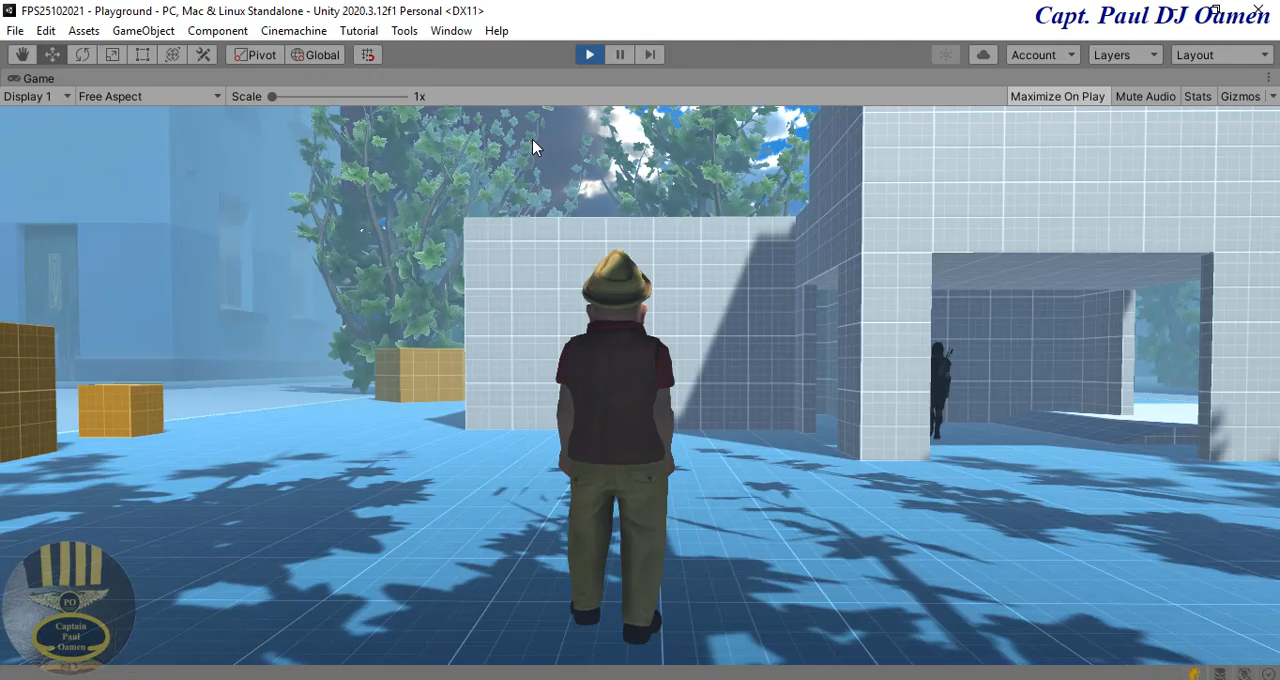 FPS25102021 - Playground - PC, Mac & Linux Standalone - Unity 2020.3.12f1 Personal <DX11>
Capt. Paul DJ Oamen
File Edit Assets GameObject Component Cinemachine Tutorial Tools Window Help
Pivot Global Account Layers Layout
Game
Display 1 Free Aspect Scale 1x Maximize On Play Mute Audio Stats Gizmos
PO
Captain
Paul
Oamen